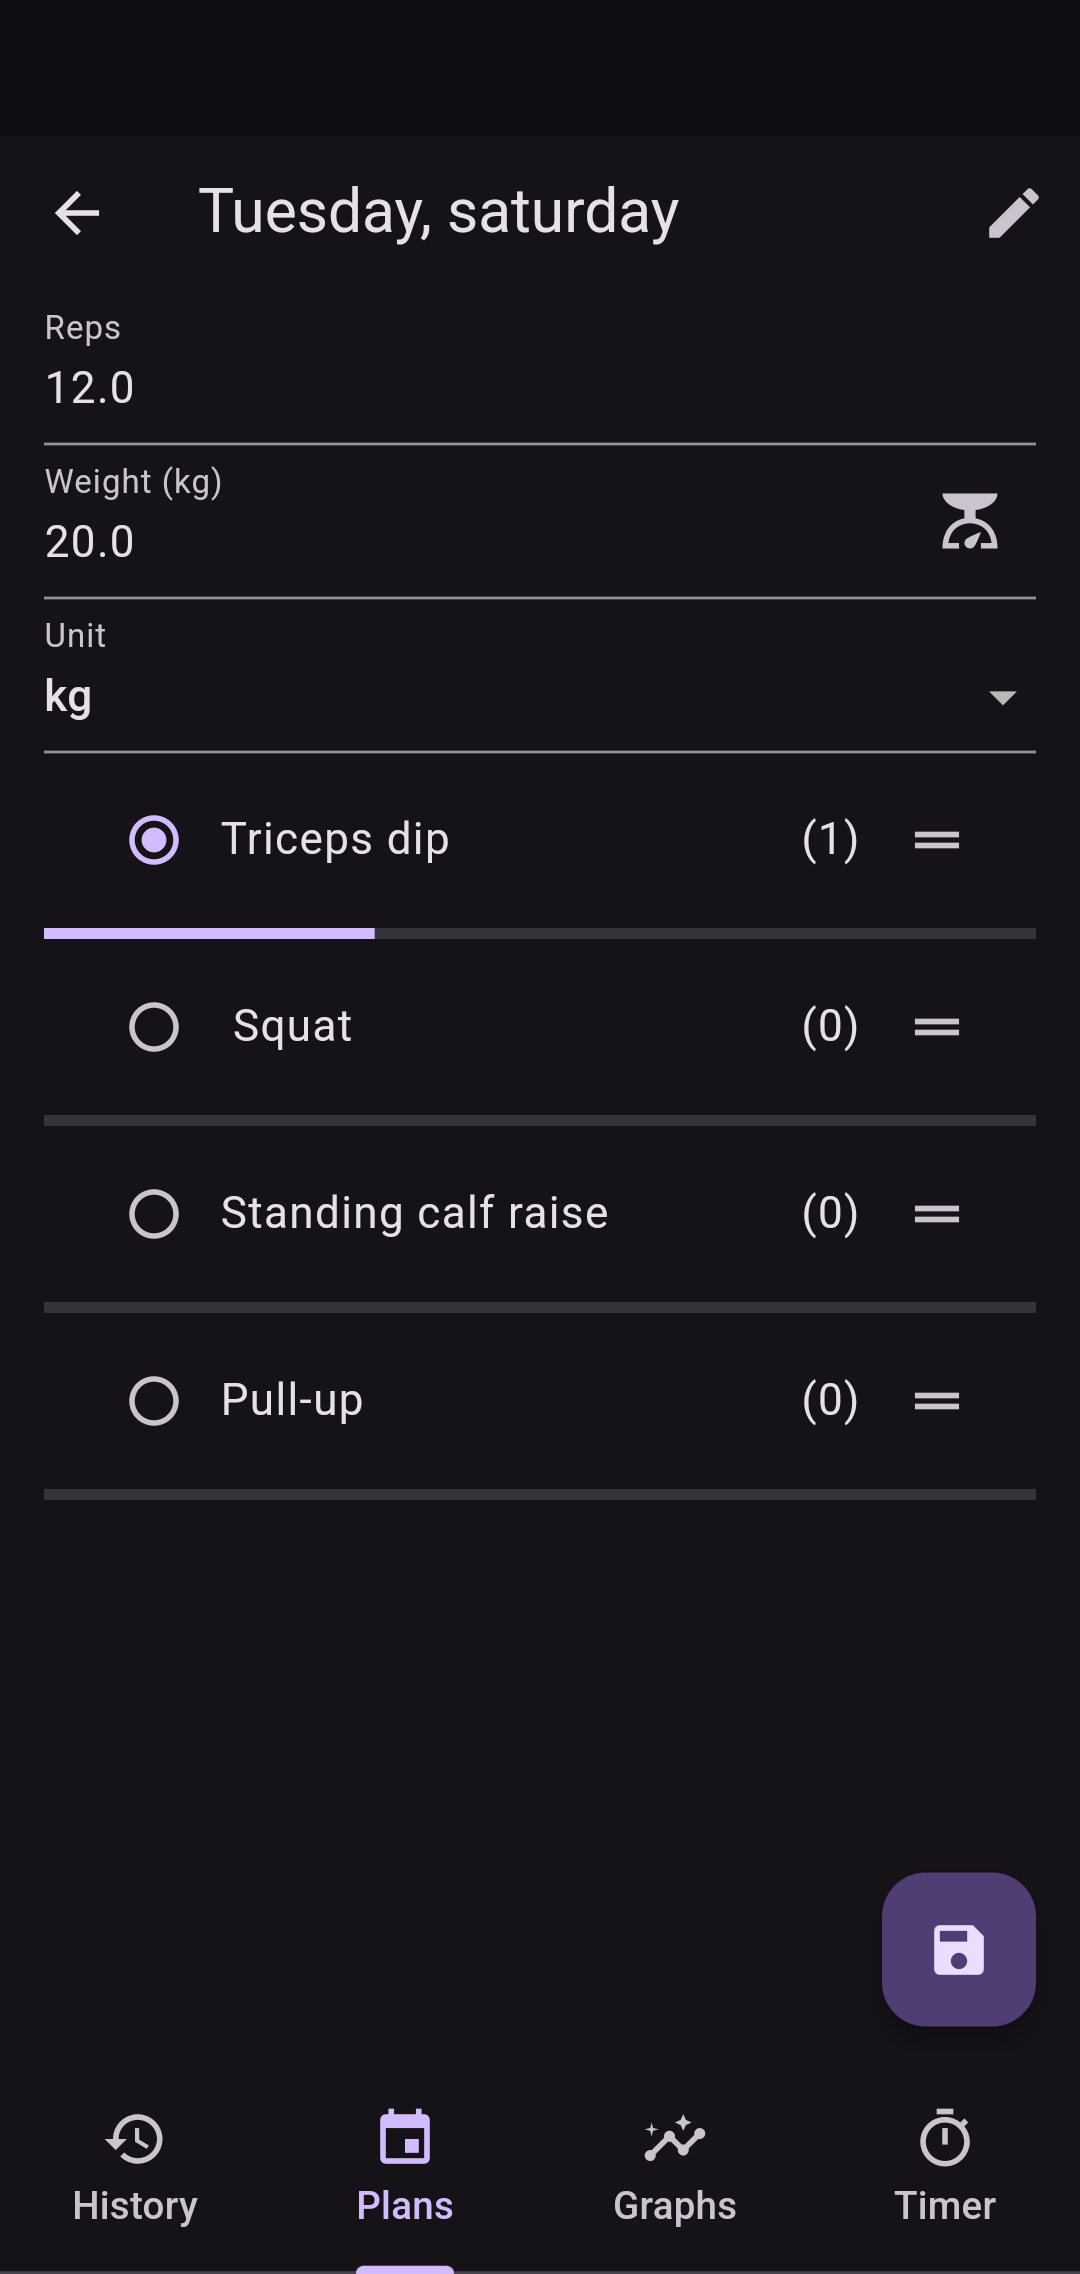 Tuesday, saturday
Reps
12.0
Weight (kg)
20.0
Unit
kg
Triceps dip (1)
Squat (0)
Standing calf raise (0)
Pull-up (0)
History Plans Graphs Timer